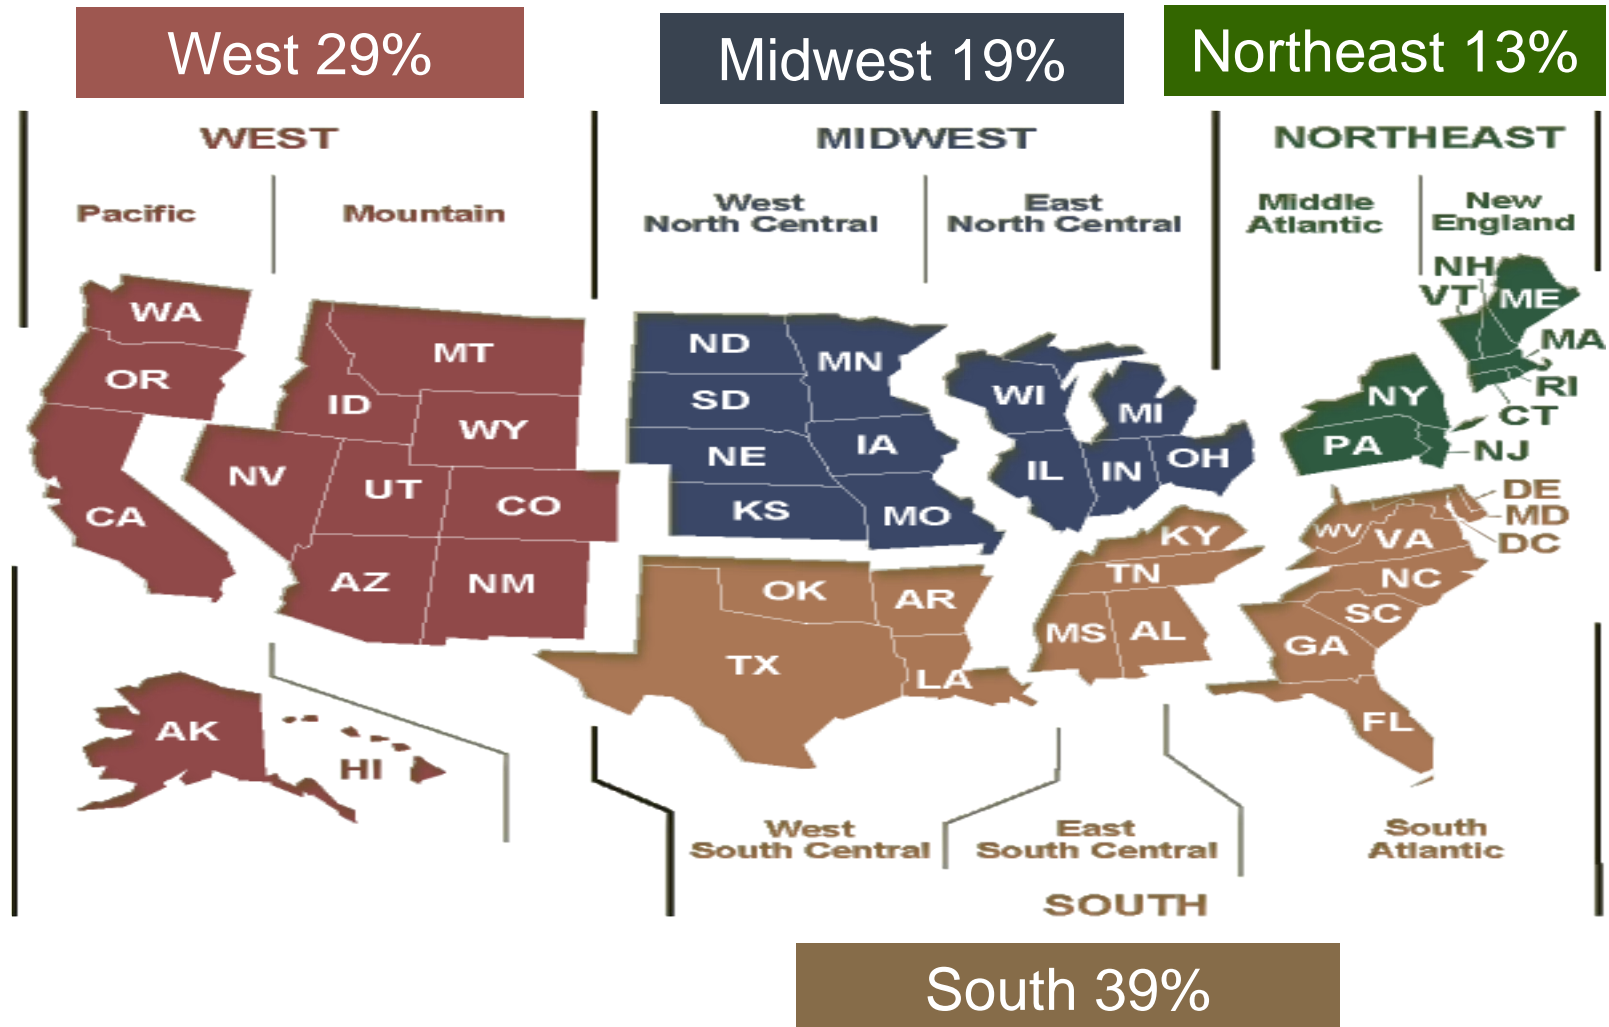 West 29%
Midwest 19%
Northeast 13%
WEST
MIDWEST
NORTHEAST
Pacific
Mountain
West
North Central
East
North Central
Middle
Atlantic
New
England
WA
OR
CA
NV
ID
MT
WY
UT
CO
AZ
NM
AK
HI
ND
SD
NE
KS
MN
IA
MO
WI
MI
IL
IN
OH
NH
VT
ME
MA
RI
CT
NY
PA
NJ
DE
MD
DC
WV
VA
NC
SC
GA
FL
KY
TN
MS
AL
OK
AR
TX
LA
West
South Central
East
South Central
South
Atlantic
SOUTH
South 39%